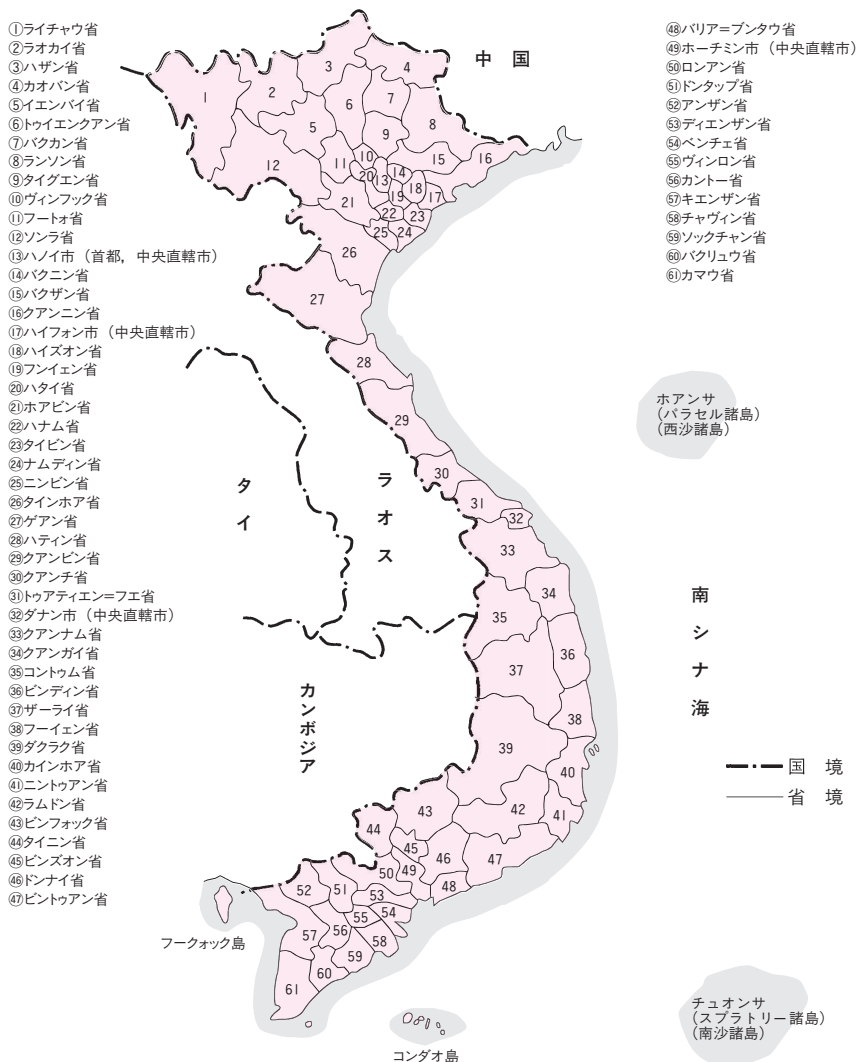 ①ライチャウ省
②ラオカイ省
③ハザン省
④カオバン省
⑤イエンバイ省
⑥トゥイエンクアン省
⑦バクカン省
⑧ランソン省
⑨タイグエン省
⑩ヴィンフック省
⑪フートォ省
⑫ソンラ省
⑬ハノイ市(首都,中央直轄市)
⑭バクニン省
⑮バクザン省
⑯クアンニン省
⑰ハイフォン市(中央直轄市)
⑱ハイズオン省
⑲フンイェン省
⑳ハタイ省
㉑ホアビン省
㉒ハナム省
㉓タイビン省
㉔ナムディン省
㉕ニンビン省
㉖タインホア省
㉗ゲアン省
㉘ハティン省
㉙クアンビン省
㉚クアンチ省
㉛トゥアティエン=フエ省
㉜ダナン市(中央直轄市)
㉝クアンナム省
㉞クアンガイ省
㉟コントゥム省
㊱ビンディン省
㊲ザーライ省
㊳フーイェン省
㊴ダクラク省
㊵カインホア省
㊶ニントゥアン省
㊷ラムドン省
㊸ビンフォック省
㊹タイニン省
㊺ビンズオン省
㊻ドンナイ省
㊼ビントゥアン省
㊽バリア=ブンタウ省
㊾ホーチミン市(中央直轄市)
㊿ロンアン省
51ドンタップ省
52アンザン省
53ディエンザン省
54ベンチェ省
55ヴィンロン省
56カントー省
57キエンザン省
58チャヴィン省
59ソックチャン省
60バクリュウ省
61カマウ省
中国
1
2
3
4
5
6
7
8
9
10
11
12
13
14
15
16
17
18
19
20
21
22
23
24
25
26
27
28
29
30
31
32
33
34
35
36
37
38
39
40
41
42
43
44
45
46
47
48
49
50
51
52
53
54
55
56
57
58
59
60
61
タイ
ラオス
カンボジア
南シナ海
ホアンサ
(パラセル諸島)
(西沙諸島)
国境
省境
フークォック島
コンダオ島
チュオンサ
(スプラトリー諸島)
(南沙諸島)